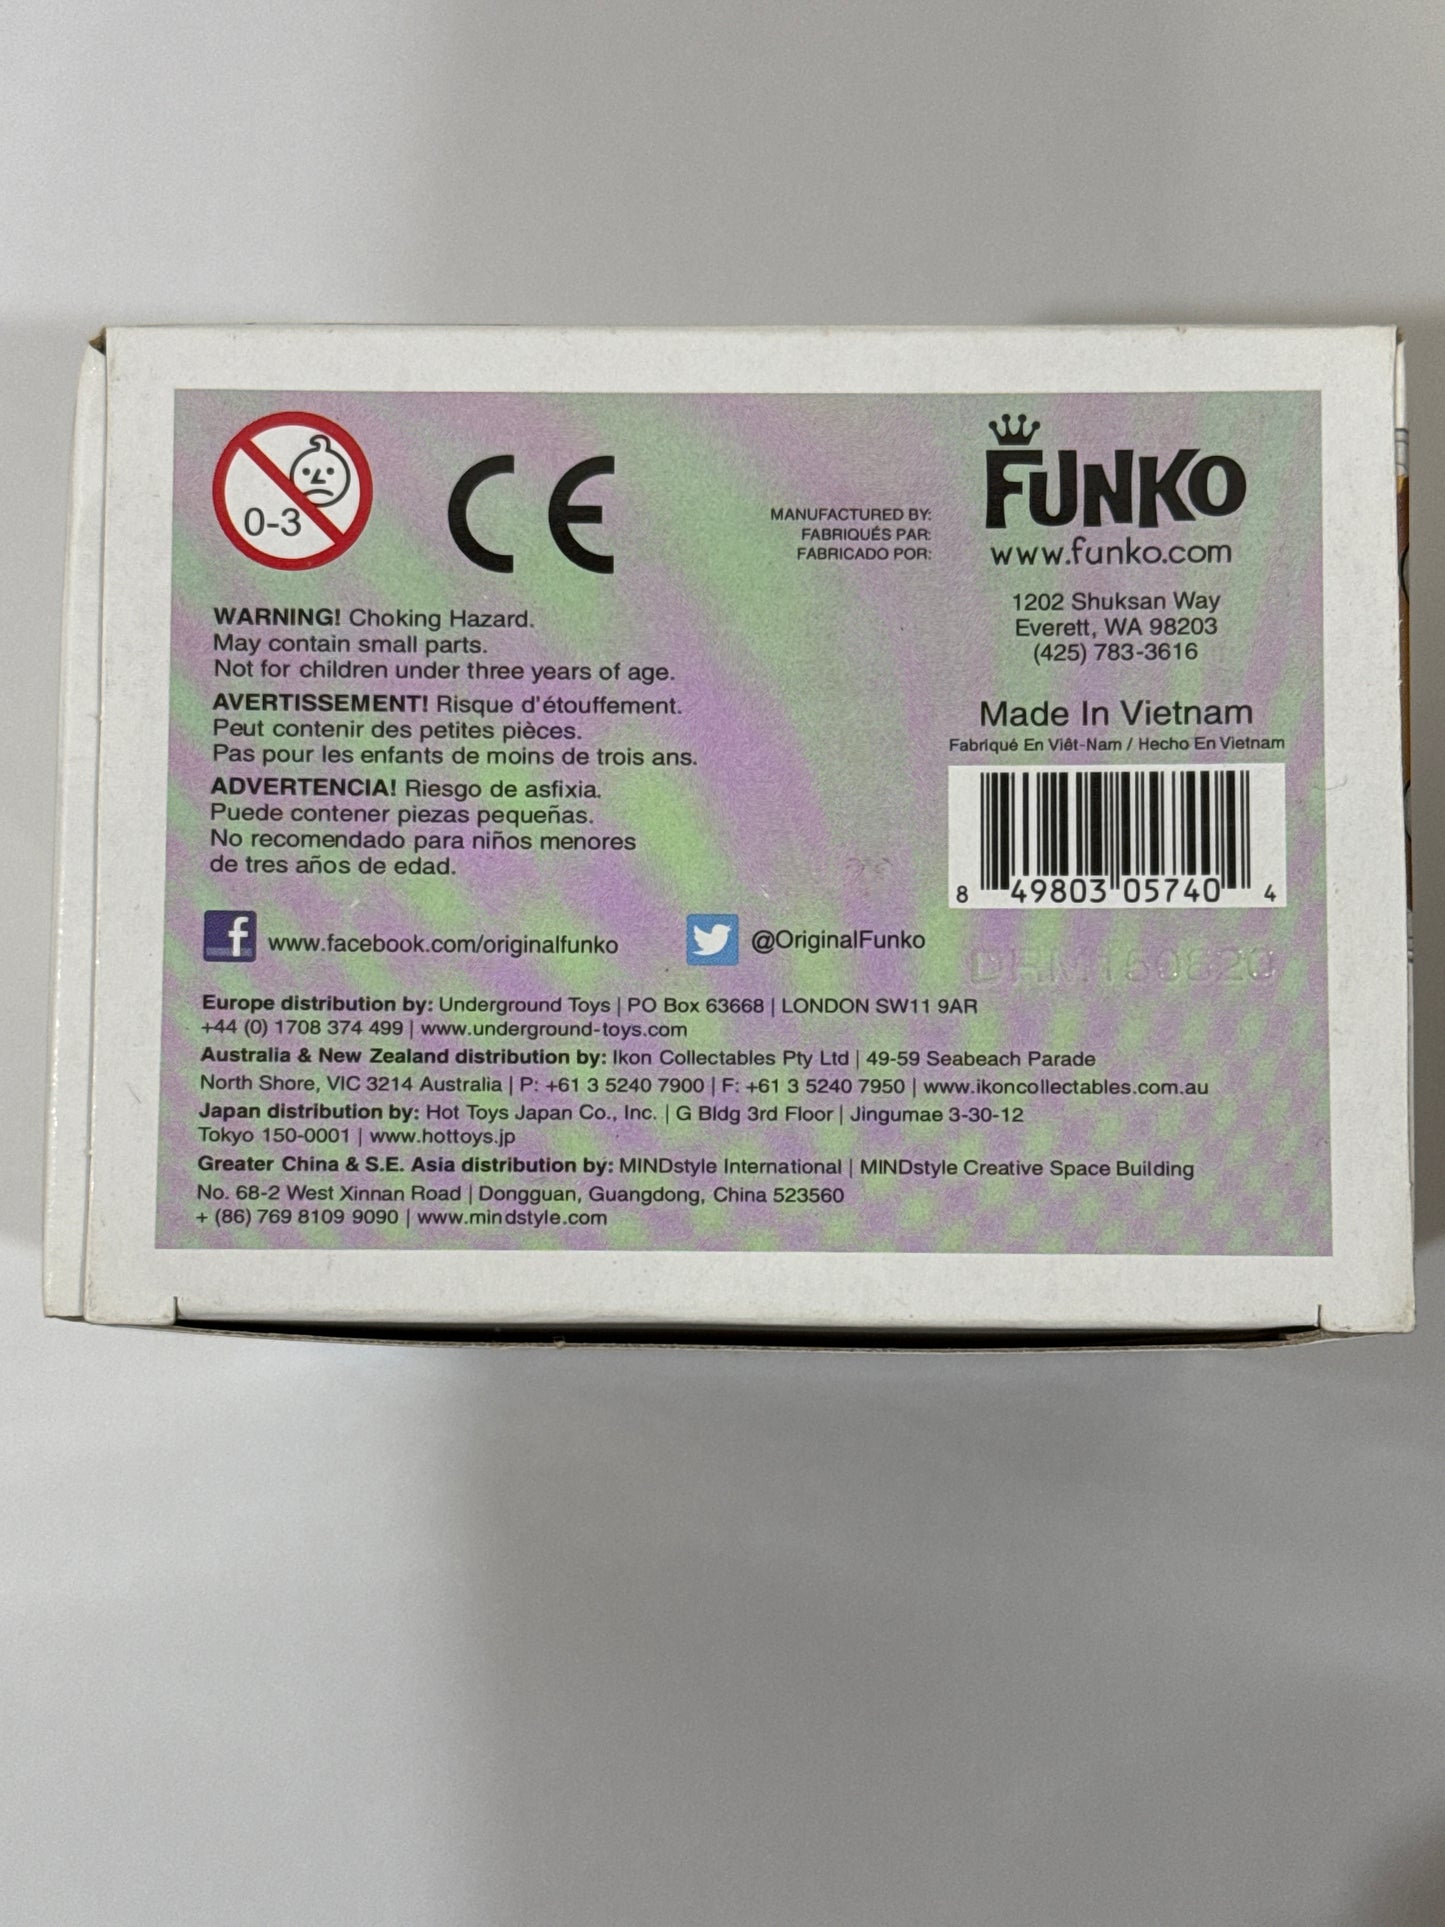 0-3
CE
MANUFACTURED BY:
FABRIQUÉS PAR:
FABRICADO POR:
FUNKO
www.funko.com
1202 Shuksan Way
Everett, WA 98203
(425) 783-3616
WARNING! Choking Hazard.
May contain small parts.
Not for children under three years of age.
AVERTISSEMENT! Risque d'étouffement.
Peut contenir des petites pièces.
Pas pour les enfants de moins de trois ans.
ADVERTENCIA! Riesgo de asfixia.
Puede contener piezas pequeñas.
No recomendado para niños menores
de tres años de edad.
Made In Vietnam
Fabriqué En Viêt-Nam / Hecho En Vietnam
8 49803 05740 4
f www.facebook.com/originalfunko
@OriginalFunko
DRM160620
Europe distribution by: Underground Toys | PO Box 63668 | LONDON SW11 9AR
+44 (0) 1708 374 499 | www.underground-toys.com
Australia & New Zealand distribution by: Ikon Collectables Pty Ltd | 49-59 Seabeach Parade
North Shore, VIC 3214 Australia | P: +61 3 5240 7900 | F: +61 3 5240 7950 | www.ikoncollectables.com.au
Japan distribution by: Hot Toys Japan Co., Inc. | G Bldg 3rd Floor | Jingumae 3-30-12
Tokyo 150-0001 | www.hottoys.jp
Greater China & S.E. Asia distribution by: MINDstyle International | MINDstyle Creative Space Building
No. 68-2 West Xinnan Road | Dongguan, Guangdong, China 523560
+ (86) 769 8109 9090 | www.mindstyle.com